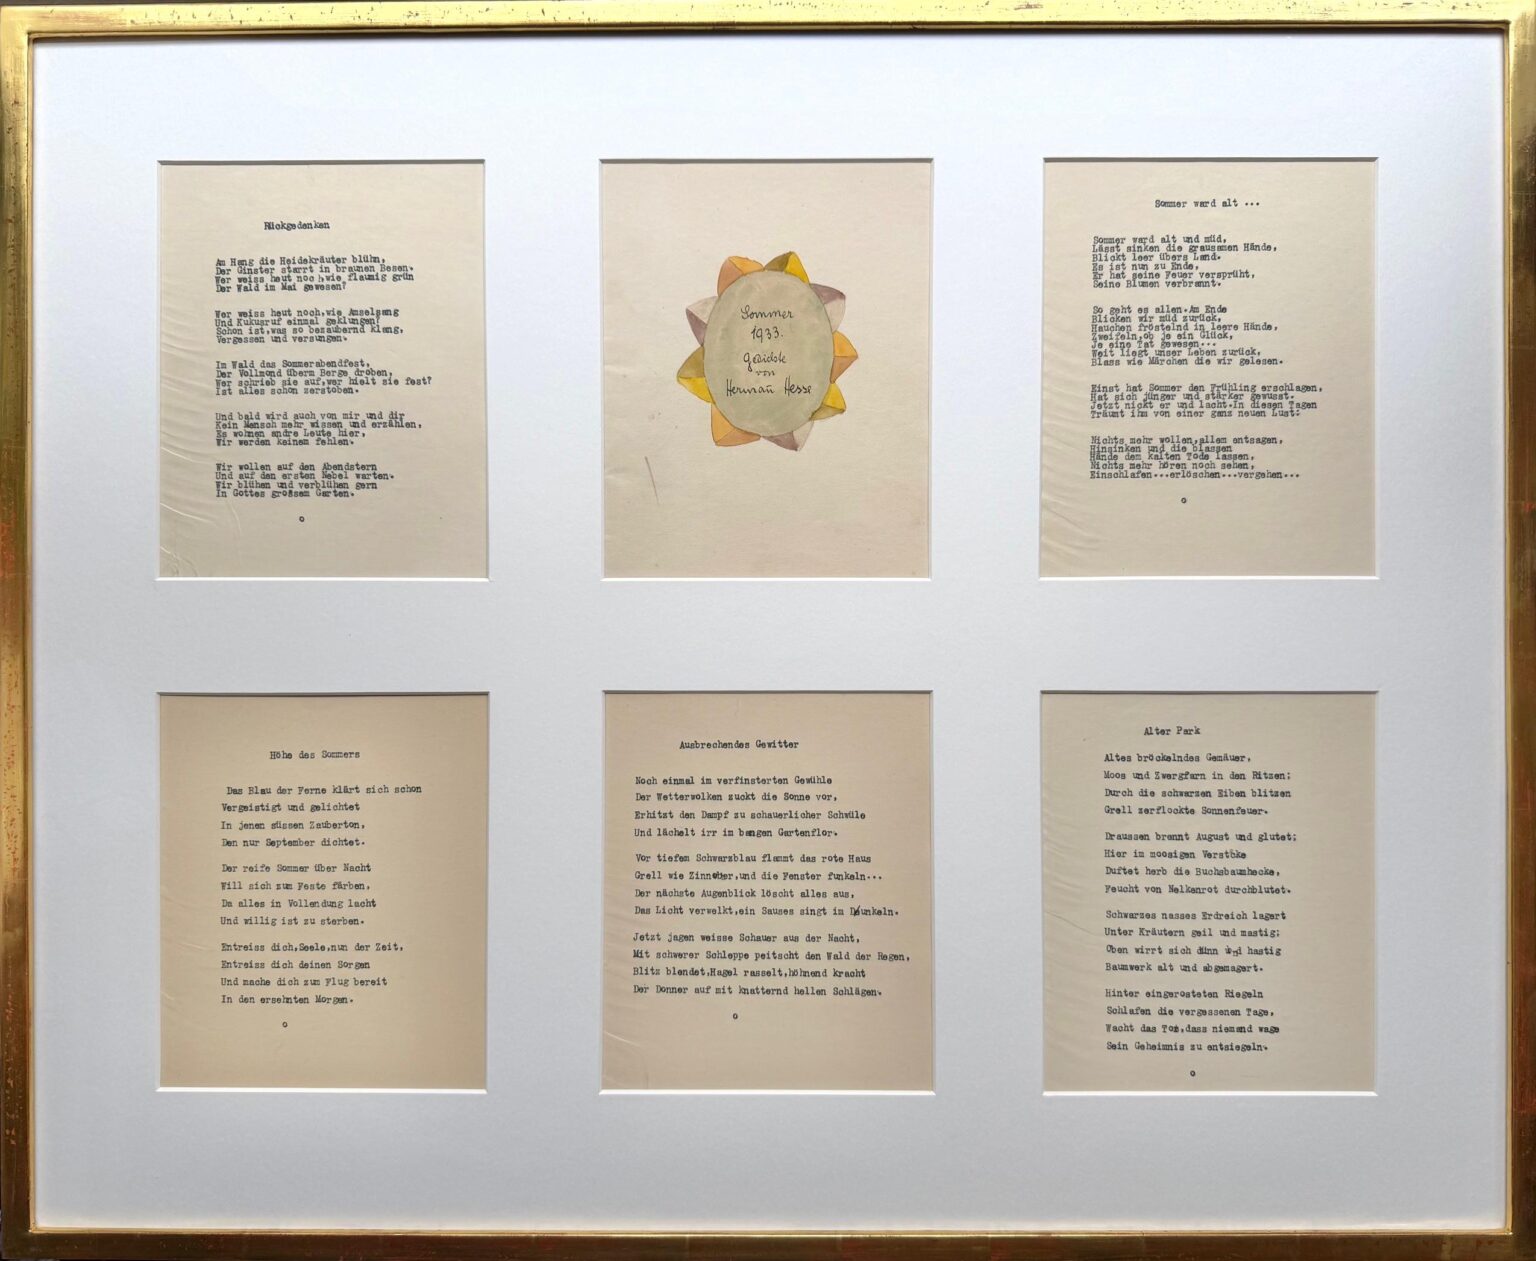 Rückgedenken
Am Hang die Heidekräuter blühn,
Der Ginster starrt in braunen Besen.
Wer weiss heut noch,wie flaumig grün
Der Wald im Mai gewesen?
Wer weiss heut noch,wie Amselsang
Und Kukusruf einmal geklungen?
Schon ist,was so bezaubernd klang,
Vergessen und versungen.
Im Wald das Sommerabendfest,
Der Vollmond überm Berge droben,
Wer schrieb sie auf,wer hielt sie fest?
Ist alles schon zerstoben.
Und bald wird auch von mir und dir
Kein Mensch mehr wissen und erzählen,
Es wohnen andre Leute hier,
Wir werden keinem fehlen.
Wir wollen auf den Abendstern
Und auf den ersten Nebel warten.
Wir blühen und verblühen gern
In Gottes grossem Garten.
o
Sommer
1933.
Gedichte
von
Hermann Hesse
Sommer ward alt ...
Sommer ward alt und müd,
Lässt sinken die grausamen Hände,
Blickt leer übers Land.
Es ist nun zu Ende,
Er hat seine Feuer versprüht,
Seine Blumen verbrannt.
So geht es allen.Am Ende
Blicken wir müd zurück,
Hauchen fröstelnd in leere Hände,
Zweifeln,ob je ein Glück,
Je eine Tat gewesen...
Weit liegt unser Leben zurück,
Blass wie Märchen die wir gelesen.
Einst hat Sommer den Frühling erschlagen,
Hat sich jünger und stärker gewusst.
Jetzt nickt er und lacht.In diesen Tagen
Träumt ihm von einer ganz neuen Lust:
Nichts mehr wollen,allem entsagen,
Hinsinken und die blassen
Hände dem kalten Tode lassen,
Nichts mehr hören noch sehen,
Einschlafen...erlöschen...vergehen...
o
Höhe des Sommers
Das Blau der Ferne klärt sich schon
Vergeistigt und gelichtet
In jenen süssen Zauberton,
Den nur September dichtet.
Der reife Sommer über Nacht
Will sich zum Feste färben,
Da alles in Vollendung lacht
Und willig ist zu sterben.
Entreiss dich,Seele,nun der Zeit,
Entreiss dich deinen Sorgen
Und mache dich zum Flug bereit
In den ersehnten Morgen.
o
Ausbrechendes Gewitter
Noch einmal im verfinsterten Gewühle
Der Wetterwolken zuckt die Sonne vor,
Erhitzt den Dampf zu schauerlicher Schwüle
Und lächelt irr im bangen Gartenflor.
Vor tiefem Schwarzblau flammt das rote Haus
Grell wie Zinnober,und die Fenster funkeln...
Der nächste Augenblick löscht alles aus,
Das Licht verwelkt,ein Sauses singt im Dunkeln.
Jetzt jagen weisse Schauer aus der Nacht,
Mit schwerer Schleppe peitscht den Wald der Regen,
Blitz blendet,Hagel rasselt,höhnend kracht
Der Donner auf mit knatternd hellen Schlägen.
o
Alter Park
Altes bröckelndes Gemäuer,
Moos und Zwergfarn in den Ritzen;
Durch die schwarzen Eiben blitzen
Grell zerflockte Sonnenfeuer.
Draussen brennt August und glutet;
Hier im moosigen Verstöke
Duftet herb die Buchsbaumhecke,
Feucht von Nelkenrot durchblutet.
Schwarzes nasses Erdreich lagert
Unter Kräutern geil und mastig;
Oben wirrt sich dünn und hastig
Baumwerk alt und abgemagert.
Hinter eingerosteten Riegeln
Schlafen die vergessenen Tage,
Wacht das Tor,dass niemand wage
Sein Geheimnis zu entsiegeln.
o